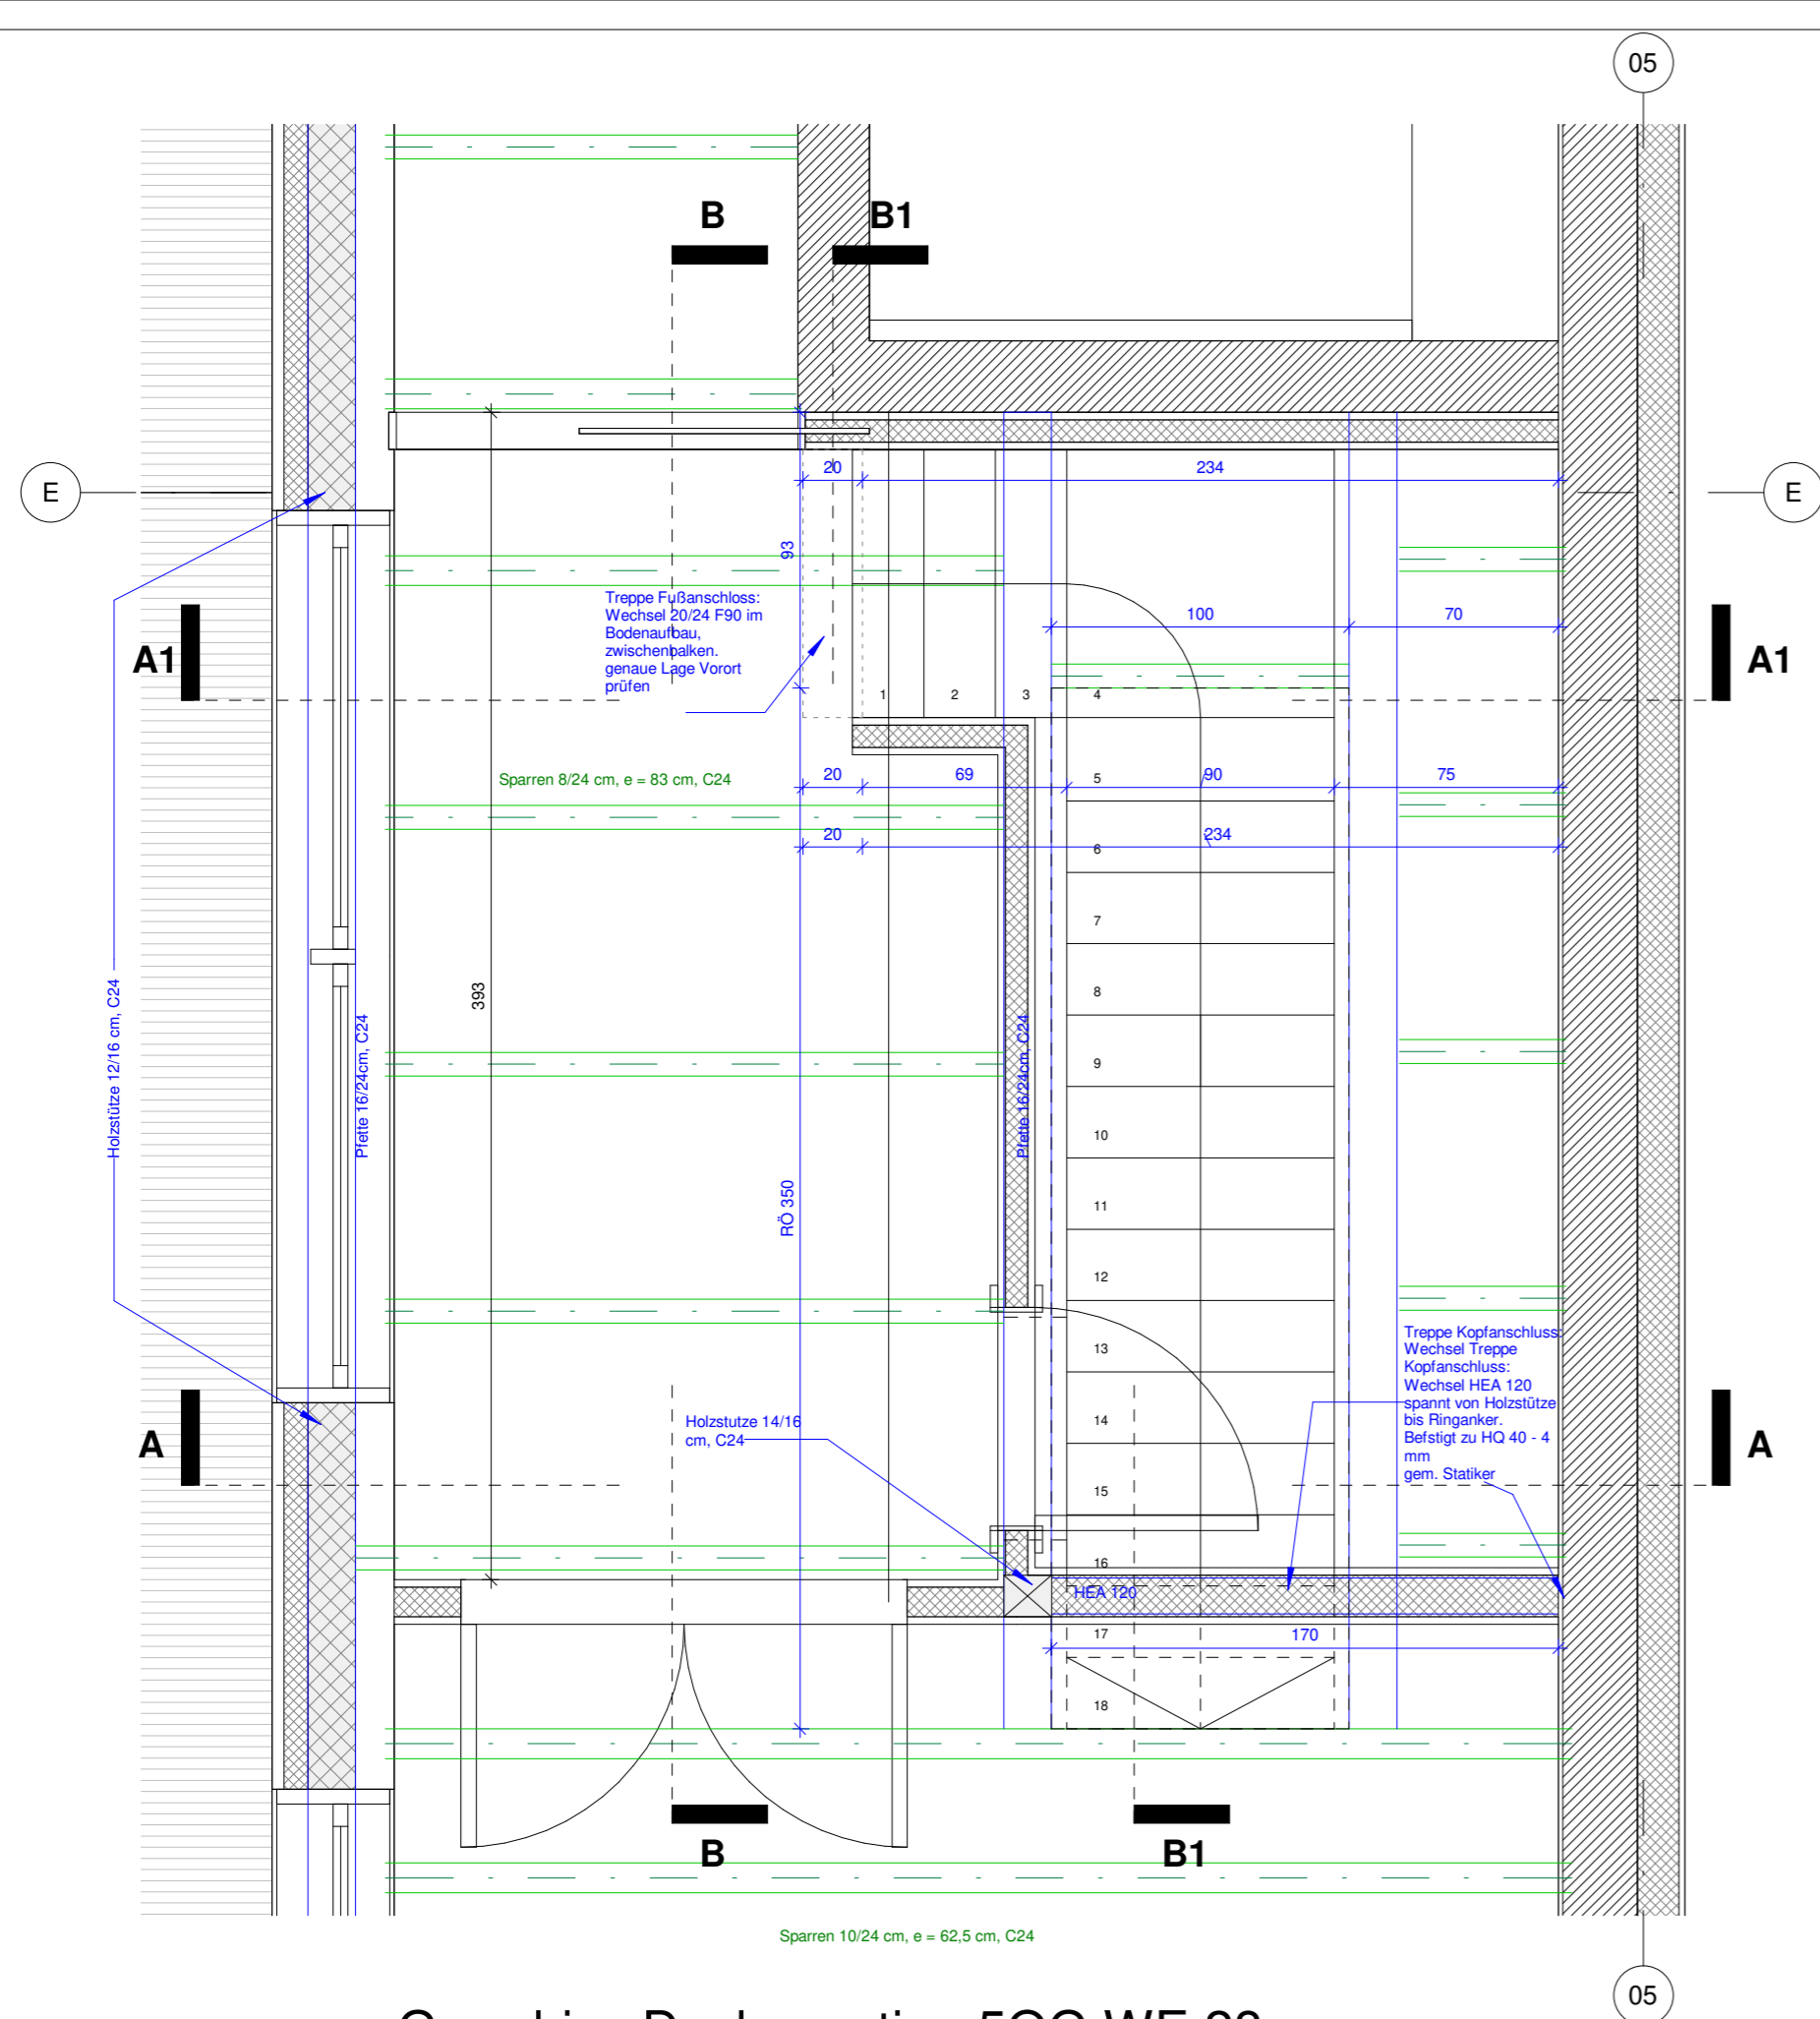 05
B
B1
20
234
E
E
93
Treppe Fußanschloss:
Wechsel 20/24 F90 im
Bodenaufbau,
zwischenbalken.
genaue Lage Vorort
prüfen
100
70
A1
A1
1
2
3
4
Sparren 8/24 cm, e = 83 cm, C24
20
69
90
75
5
20
234
6
7
8
393
Holzstütze 12/16 cm, C24
Pfette 16/24cm, C24
Pfette 16/24cm, C24
9
10
11
RÖ 350
12
13
Treppe Kopfanschluss:
Wechsel Treppe
Kopfanschluss:
Wechsel HEA 120
spannt von Holzstütze
bis Ringanker.
Befstigt zu HQ 40 - 4
mm
gem. Statiker
14
Holzstutze 14/16
cm, C24
A
A
15
16
HEA 120
17
170
18
B
B1
Sparren 10/24 cm, e = 62,5 cm, C24
05